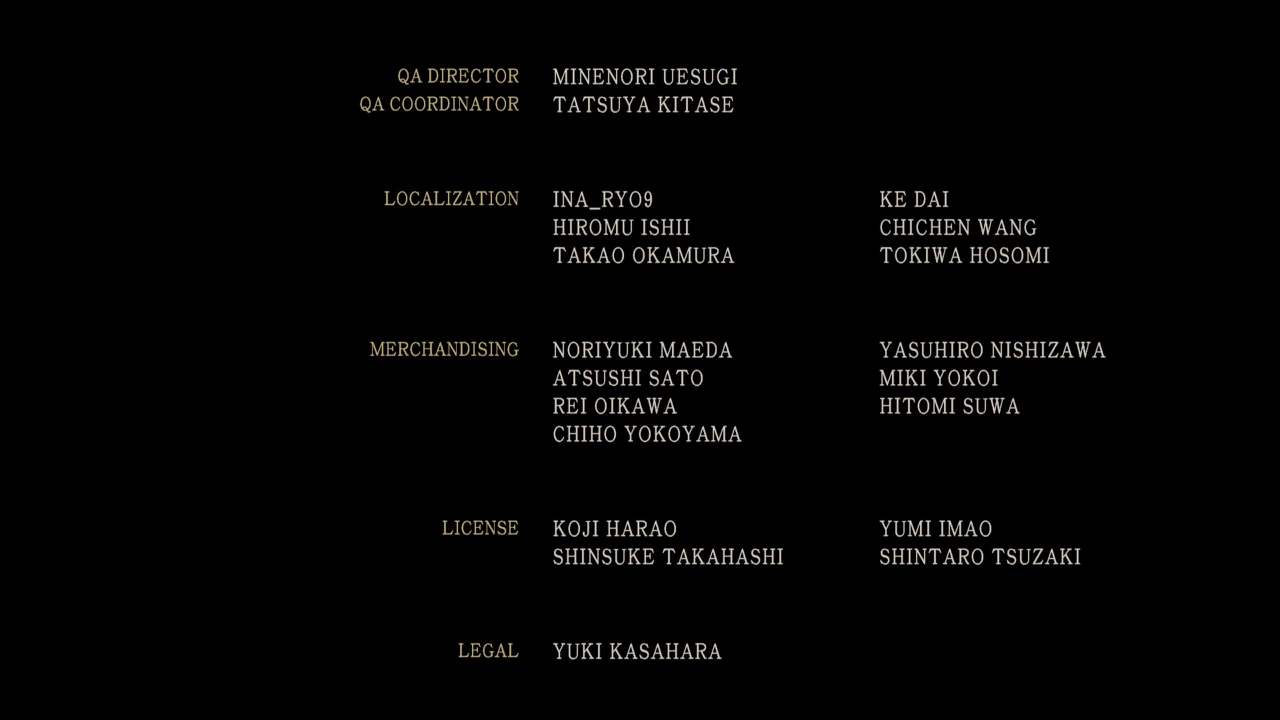 QA DIRECTOR MINENORI UESUGI
QA COORDINATOR TATSUYA KITASE
LOCALIZATION INA_RYO9 KE DAI
HIROMU ISHII CHICHEN WANG
TAKAO OKAMURA TOKIWA HOSOMI
MERCHANDISING NORIYUKI MAEDA YASUHIRO NISHIZAWA
ATSUSHI SATO MIKI YOKOI
REI OIKAWA HITOMI SUWA
CHIHO YOKOYAMA
LICENSE KOJI HARAO YUMI IMAO
SHINSUKE TAKAHASHI SHINTARO TSUZAKI
LEGAL YUKI KASAHARA